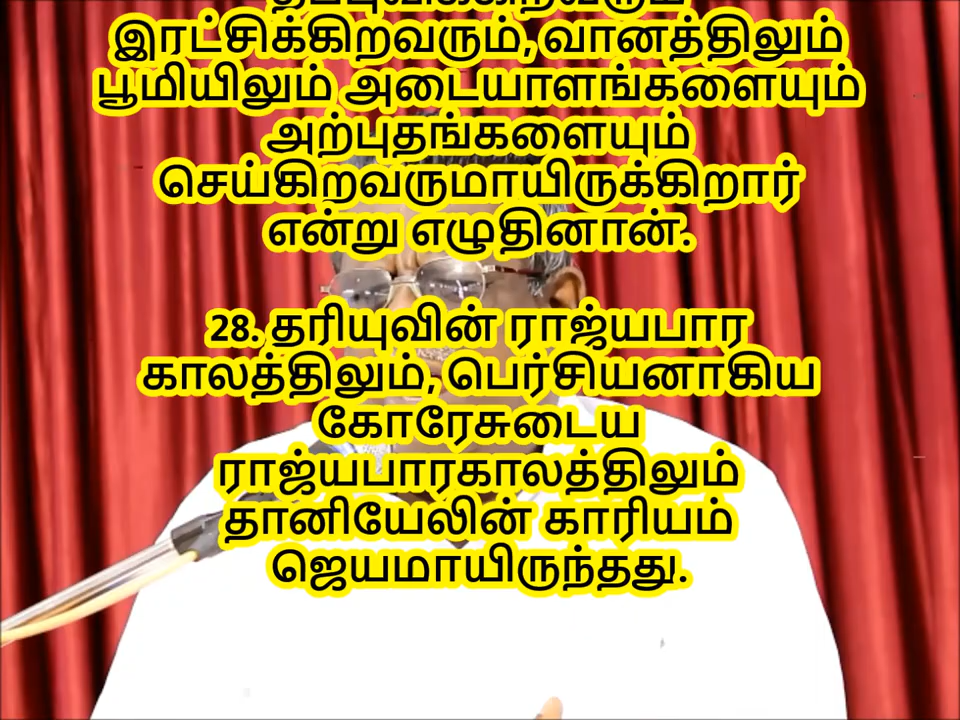 இரட்சிக்கிறவரும், வானத்திலும்
பூமியிலும் அடையாளங்களையும்
அற்புதங்களையும்
செய்கிறவருமாயிருக்கிறார்
என்று எழுதினான்.
28. தரியுவின் ராஜ்யபார
காலத்திலும், பெர்சியனாகிய
கோரேசுடைய
ராஜ்யபாரகாலத்திலும்
தானியேலின் காரியம்
ஜெயமாயிருந்தது.